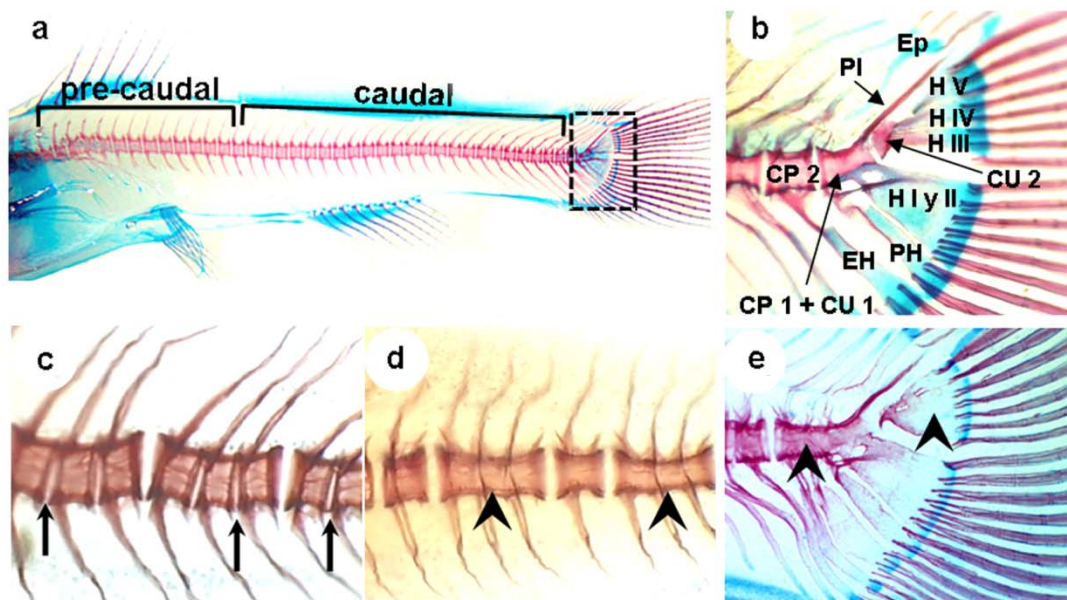 a
pre-caudal
caudal
b
Ep
PI
H V
H IV
H III
CP 2
CU 2
H I y II
EH
PH
CP 1 + CU 1
c
d
e